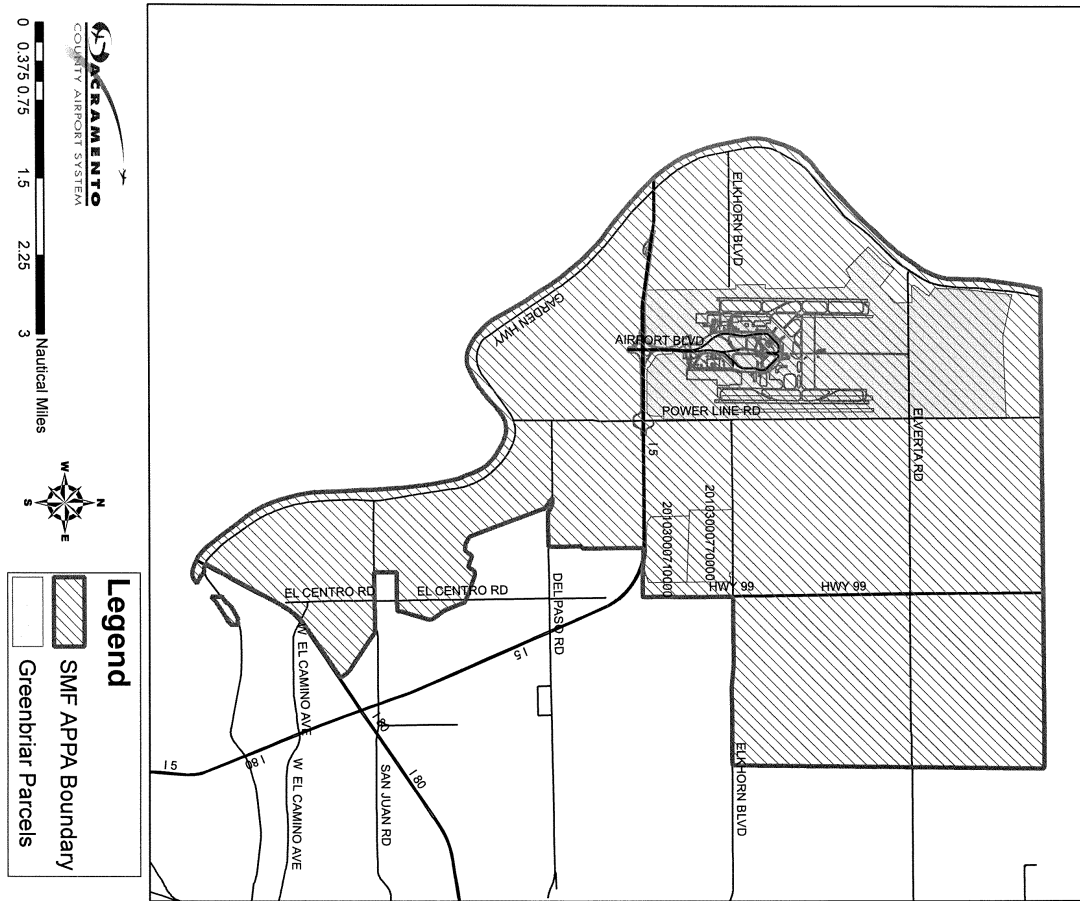 SACRAMENTO
COUNTY AIRPORT SYSTEM
0 0.375 0.75 1.5 2.25 3
Nautical Miles
N
W
E
S
Legend
SMF APPA Boundary
Greenbriar Parcels
ELKHORN BLVD
GARDEN HWY
AIRPORT BLVD
POWER LINE RD
ELVERTA RD
I 5
20103000770000
20103000710000
HWY 99
HWY 99
EL CENTRO RD
EL CENTRO RD
DEL PASO RD
W EL CAMINO AVE
I 5
I 80
I 80
I 80
I 5
SAN JUAN RD
W EL CAMINO AVE
ELKHORN BLVD